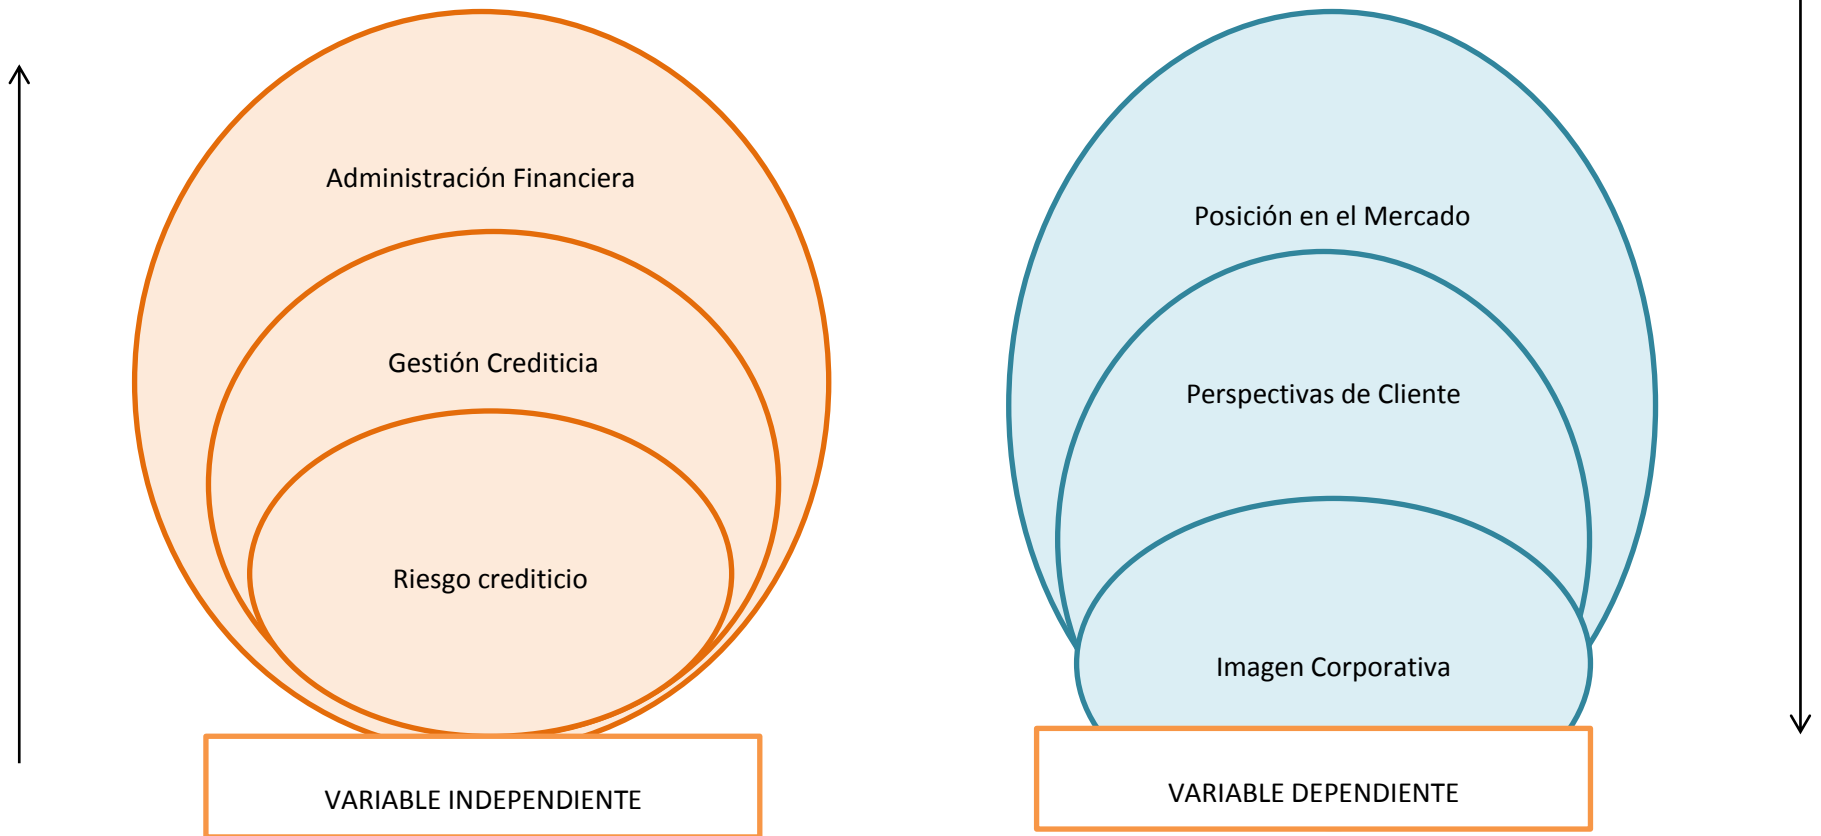 Administración Financiera
Gestión Crediticia
Riesgo crediticio
VARIABLE INDEPENDIENTE
Posición en el Mercado
Perspectivas de Cliente
Imagen Corporativa
VARIABLE DEPENDIENTE